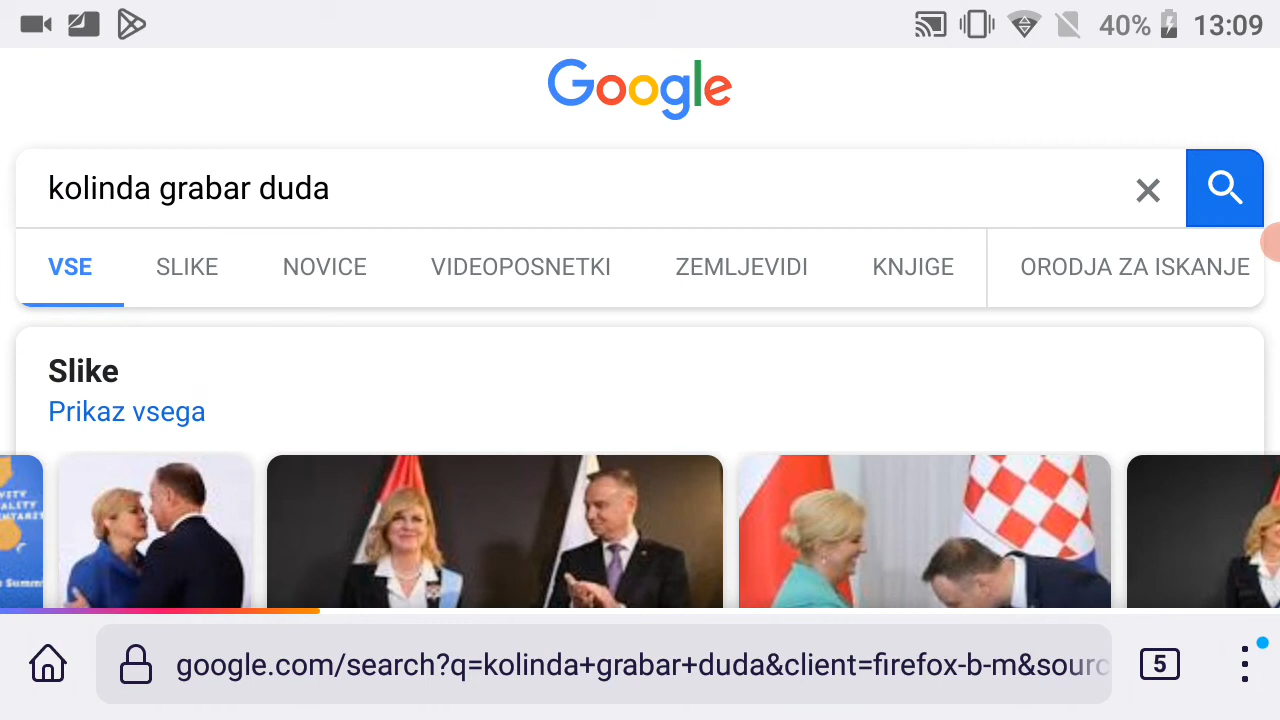 40% 13:09
Google
kolinda grabar duda
VSE SLIKE NOVICE VIDEOPOSNETKI ZEMLJEVIDI KNJIGE ORODJA ZA ISKANJE
Slike
Prikaz vsega
google.com/search?q=kolinda+grabar+duda&client=firefox-b-m&sourc
5